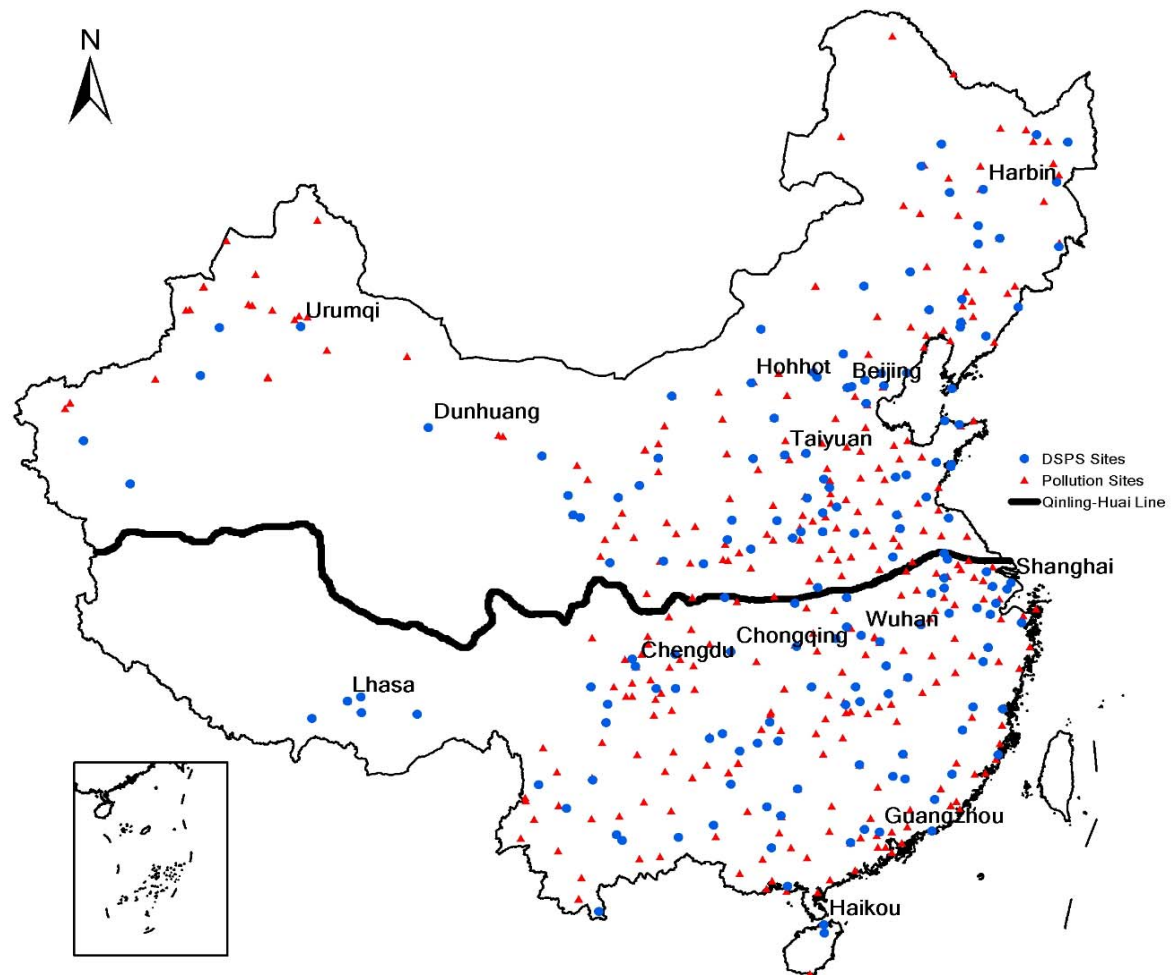 N
Harbin
Urumqi
Hohhot
Beijing
Dunhuang
Taiyuan
DSPS Sites
Pollution Sites
Qinling-Huai Line
Shanghai
Wuhan
Chongqing
Chengdu
Lhasa
Guangzhou
Haikou